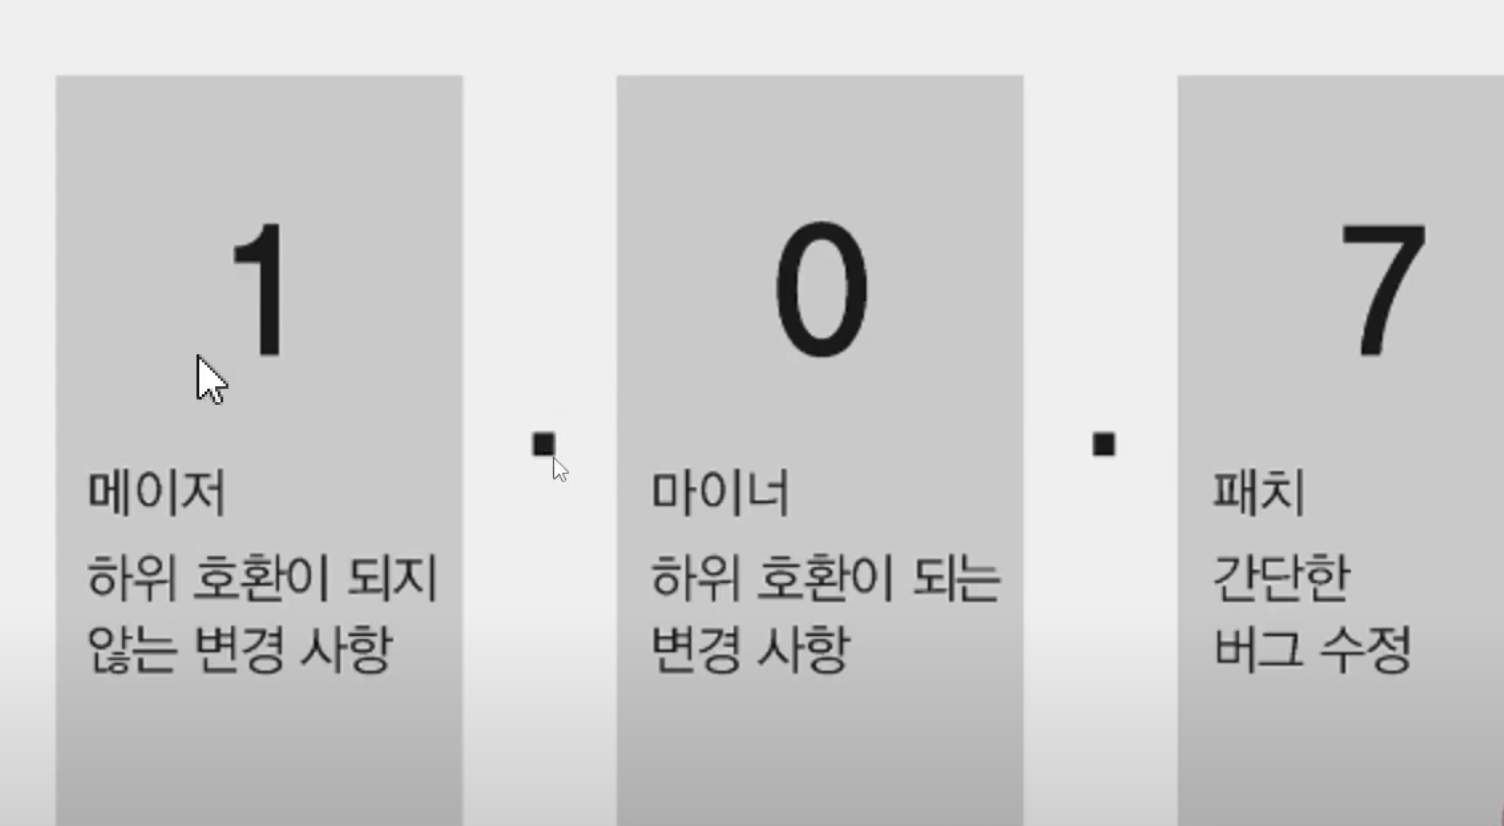 1 . 0 . 7
메이저
하위 호환이 되지
않는 변경 사항
마이너
하위 호환이 되는
변경 사항
패치
간단한
버그 수정